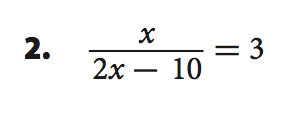 2. x / (2x − 10) = 3